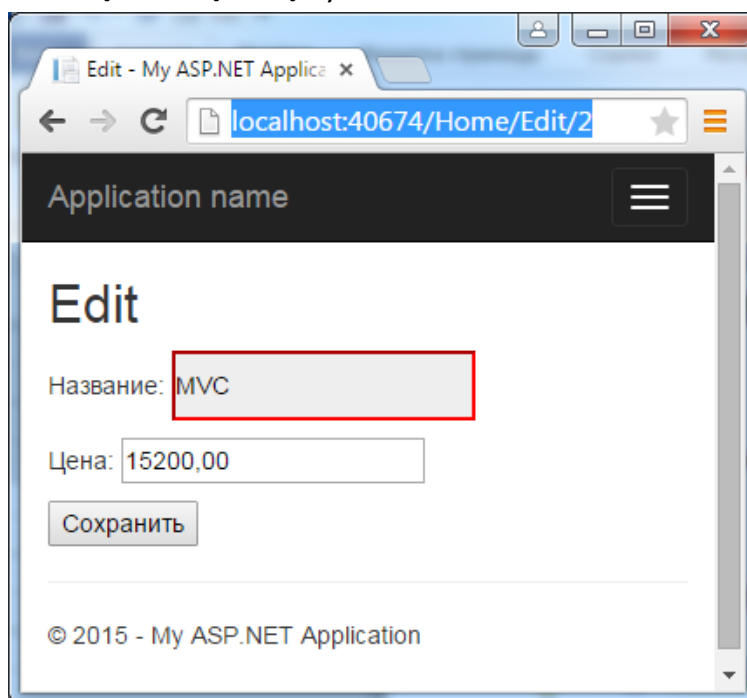 Edit - My ASP.NET Applica
localhost:40674/Home/Edit/2
Application name
Edit
Название: MVC
Цена: 15200,00
Сохранить
© 2015 - My ASP.NET Application